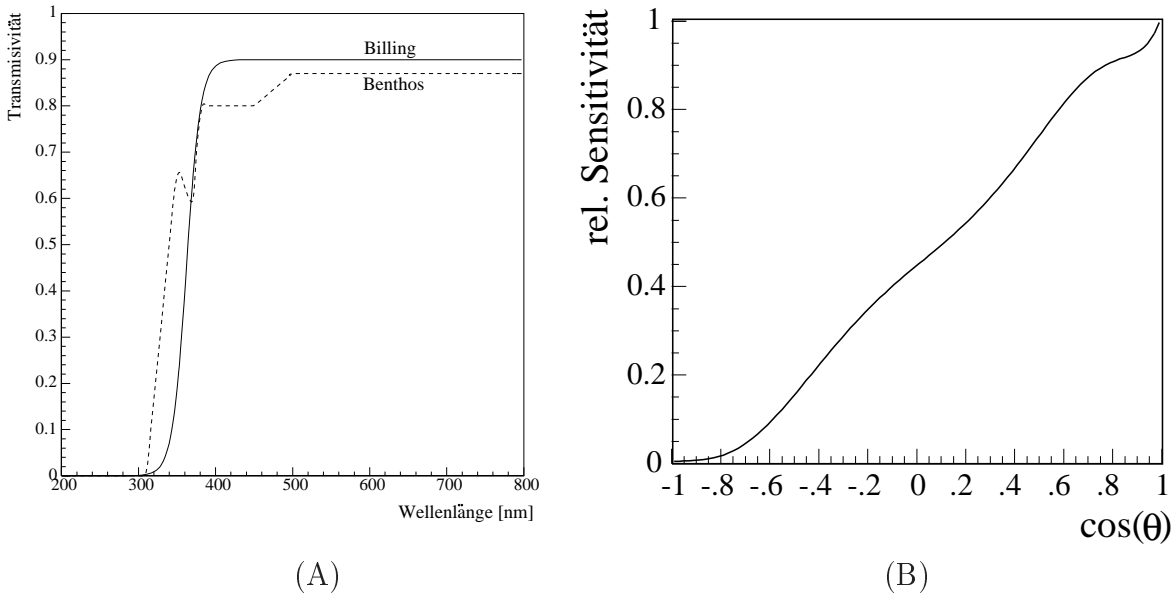 Transmisivität
1
0.9
0.8
0.7
0.6
0.5
0.4
0.3
0.2
0.1
0
200 300 400 500 600 700 800
Wellenlänge [nm]
Billing
Benthos
(A)
rel. Sensitivität
1
0.8
0.6
0.4
0.2
0
-1 -.8 -.6 -.4 -.2 0 .2 .4 .6 .8 1
cos(θ)
(B)